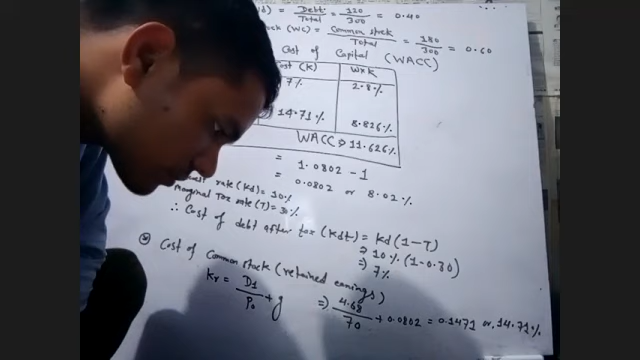 d) = Debt / Total = 120 / 300 = 0.40
ock (Wc) = Common stock / Total = 180 / 300 = 0.60
Cost of Capital (WACC)
Cost (K) W×K
7% 2.8%
14.71% 8.826%
WACC ⇒ 11.626%
= 1.0802 - 1
= 0.0802 or 8.02%
rate (Kd) = 10%
Marginal Tax rate (T) = 30%
∴ Cost of debt after tax (Kdt) = Kd (1-T)
⇒ 10% (1-0.30)
⇒ 7%
Cost of Common stock (retained earnings)
Kr = D1 / P0 + g ⇒ 4.68 / 70 + 0.0802 = 0.1471 or, 14.71%